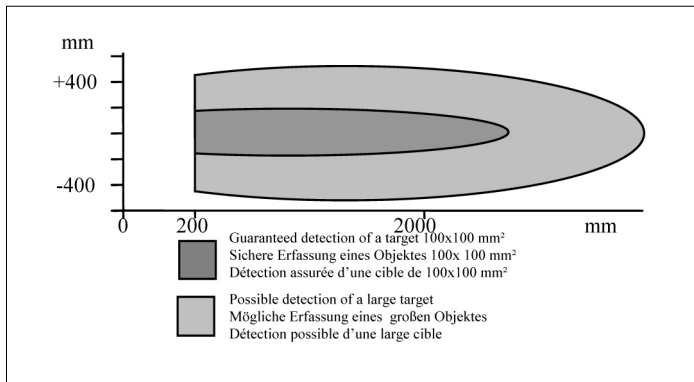 mm
+400
-400
0
200
2000
mm
Guaranteed detection of a target 100x100 mm²
Sichere Erfassung eines Objektes 100x 100 mm²
Détection assurée d’une cible de 100x100 mm²
Possible detection of a large target
Mögliche Erfassung eines großen Objektes
Détection possible d’une large cible